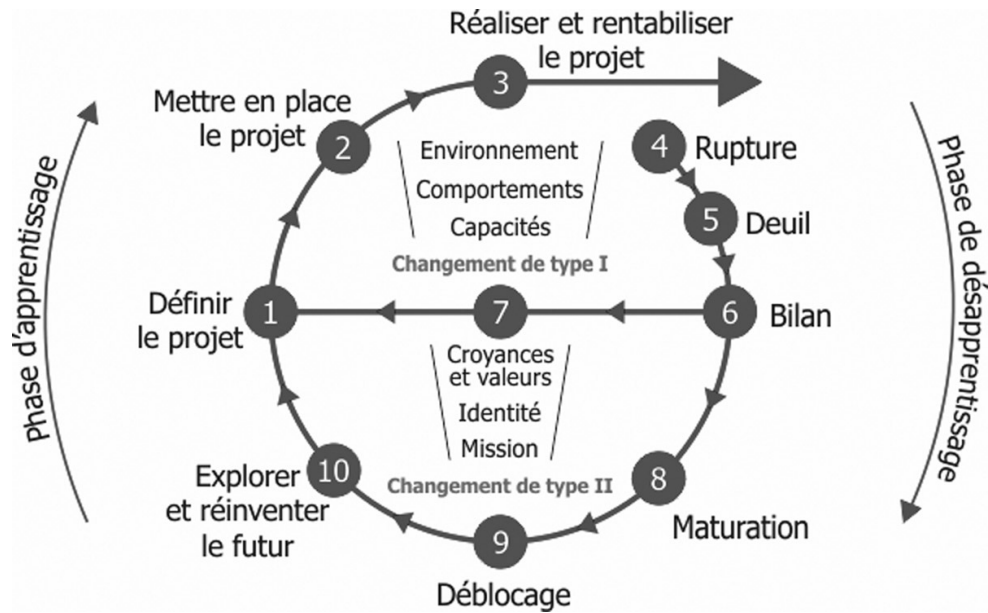 Réaliser et rentabiliser
le projet
3
Mettre en place
le projet
2
Environnement
Comportements
Capacités
Changement de type I
4
Rupture
5
Deuil
Définir
le projet
1
7
6
Bilan
Croyances
et valeurs
Identité
Mission
Changement de type II
Explorer
et réinventer
le futur
10
9
Déblocage
8
Maturation
Phase d'apprentissage
Phase de désapprentissage